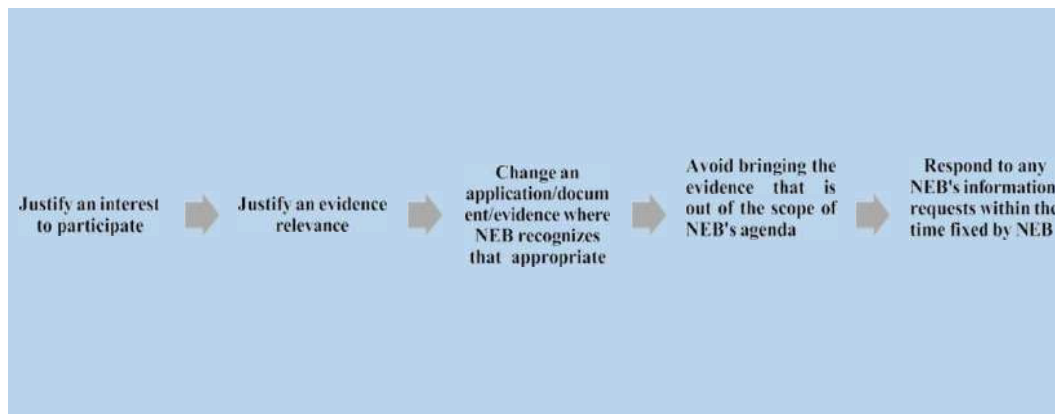 Justify an interest
to participate
Justify an evidence
relevance
Change an
application/docum
ent/evidence where
NEB recognizes
that appropriate
Avoid bringing the
evidence that is
out of the scope of
NEB's agenda
Respond to any
NEB's information
requests within the
time fixed by NEB